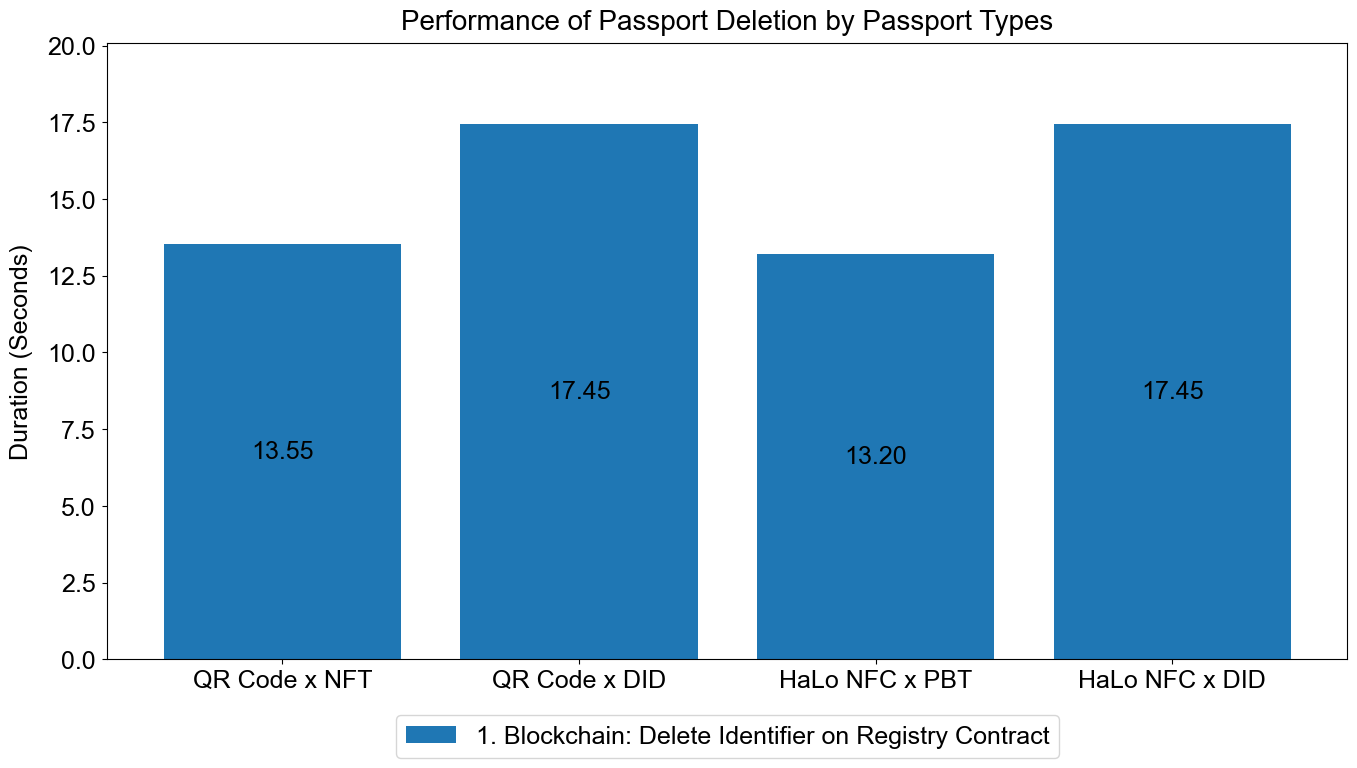 Performance of Passport Deletion by Passport Types
Duration (Seconds)
20.0
17.5
15.0
12.5
10.0
7.5
5.0
2.5
0.0
13.55
17.45
13.20
17.45
QR Code x NFT
QR Code x DID
HaLo NFC x PBT
HaLo NFC x DID
1. Blockchain: Delete Identifier on Registry Contract